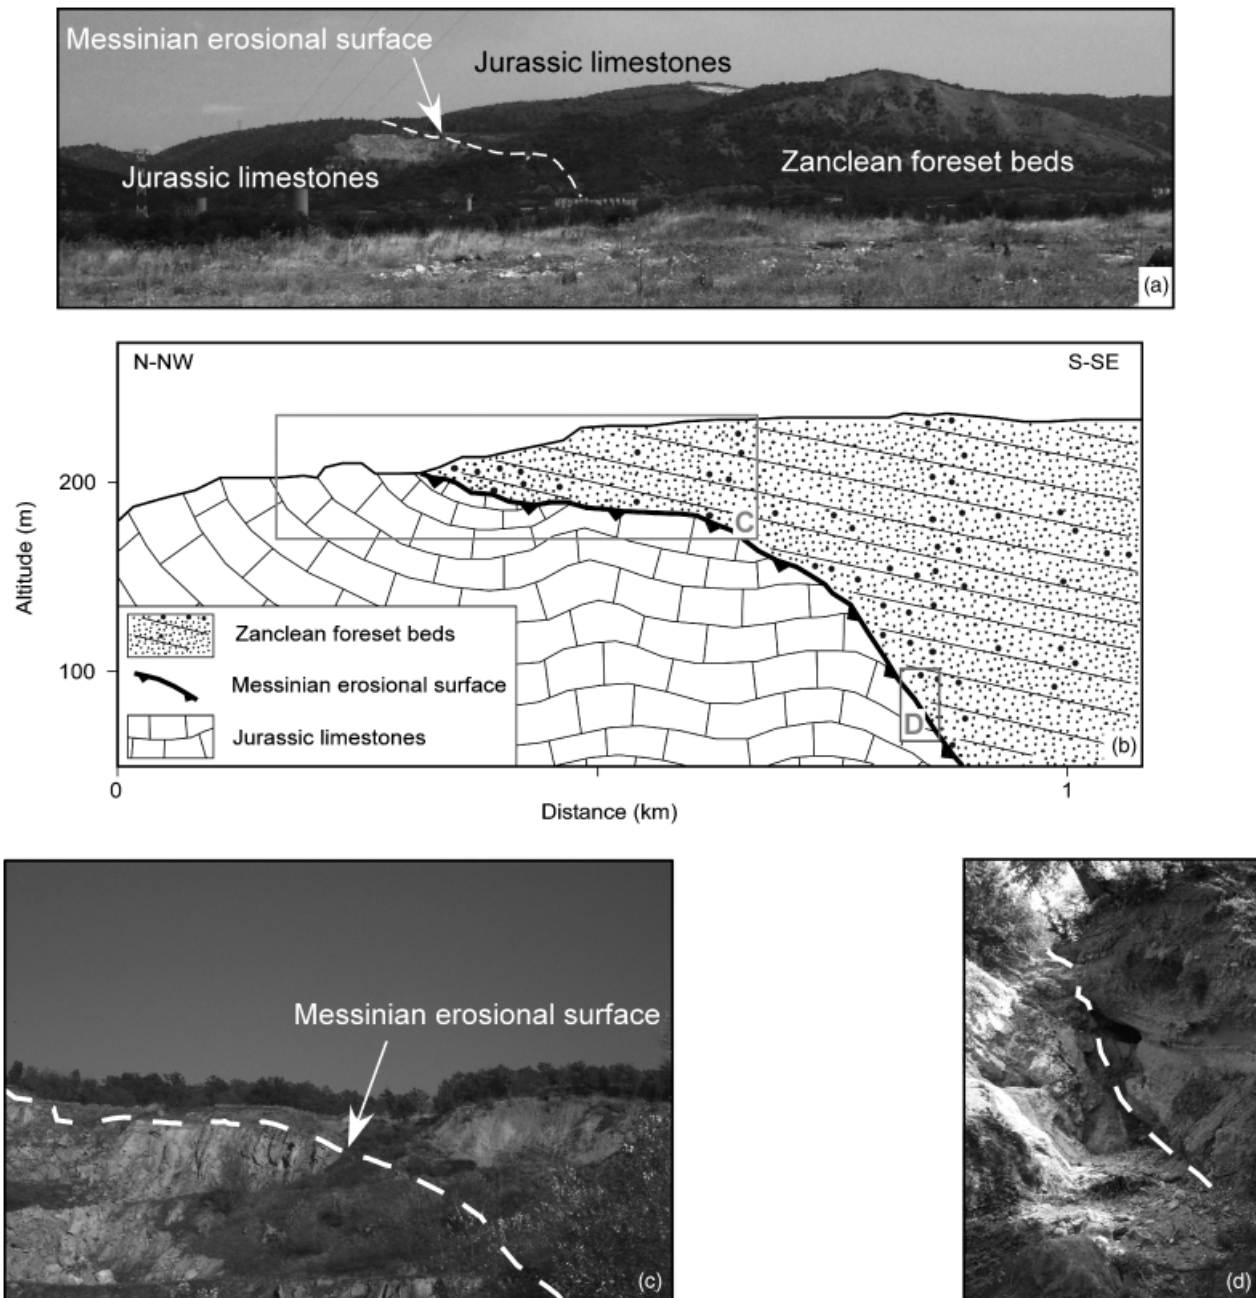 Messinian erosional surface
Jurassic limestones
Jurassic limestones
Zanclean foreset beds
(a)
N-NW
S-SE
200
100
Altitude (m)
C
D
Zanclean foreset beds
Messinian erosional surface
Jurassic limestones
(b)
0
1
Distance (km)
Messinian erosional surface
(c)
(d)